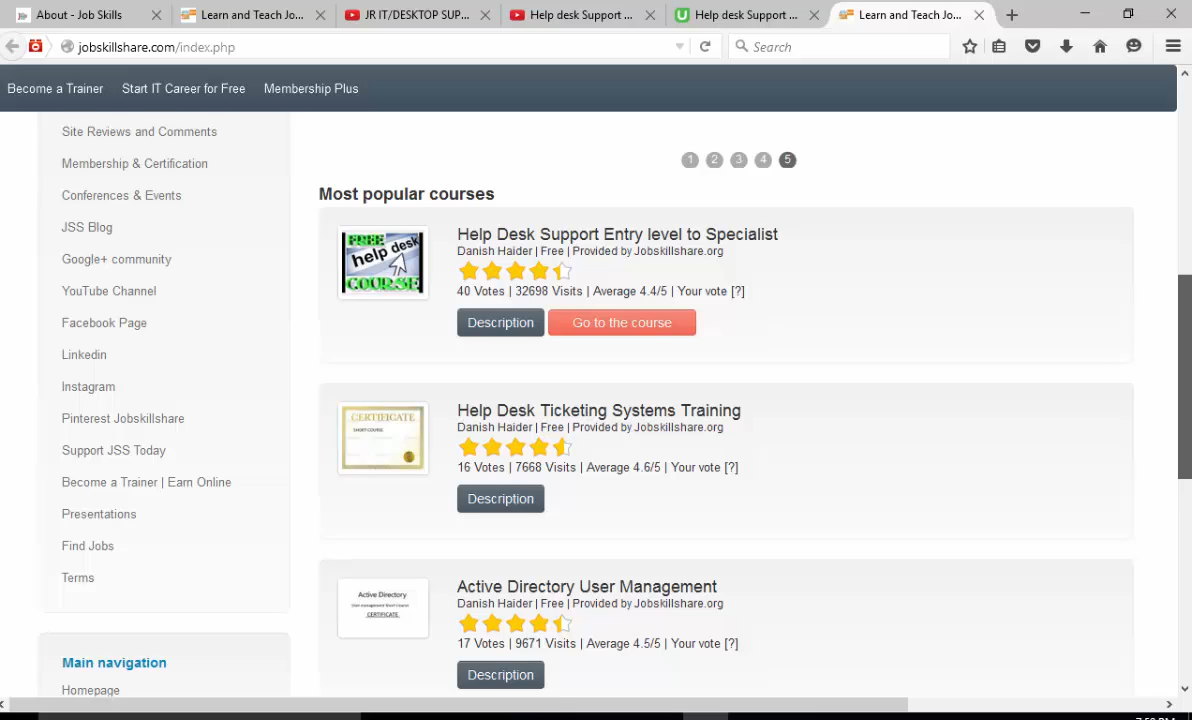 About - Job Skills
Learn and Teach Jo...
JR IT/DESKTOP SUP...
Help desk Support ...
Help desk Support ...
Learn and Teach Jo...
jobskillshare.com/index.php
Search
Become a Trainer
Start IT Career for Free
Membership Plus
Site Reviews and Comments
Membership & Certification
Conferences & Events
JSS Blog
Google+ community
YouTube Channel
Facebook Page
Linkedin
Instagram
Pinterest Jobskillshare
Support JSS Today
Become a Trainer | Earn Online
Presentations
Find Jobs
Terms
Main navigation
Homepage
1 2 3 4 5
Most popular courses
FREE
help desk
COURSE
Help Desk Support Entry level to Specialist
Danish Haider | Free | Provided by Jobskillshare.org
40 Votes | 32698 Visits | Average 4.4/5 | Your vote [?]
Description
Go to the course
CERTIFICATE
SHORT COURSE
Help Desk Ticketing Systems Training
Danish Haider | Free | Provided by Jobskillshare.org
16 Votes | 7668 Visits | Average 4.6/5 | Your vote [?]
Description
Active Directory
User management Short Course
CERTIFICATE
Active Directory User Management
Danish Haider | Free | Provided by Jobskillshare.org
17 Votes | 9671 Visits | Average 4.5/5 | Your vote [?]
Description